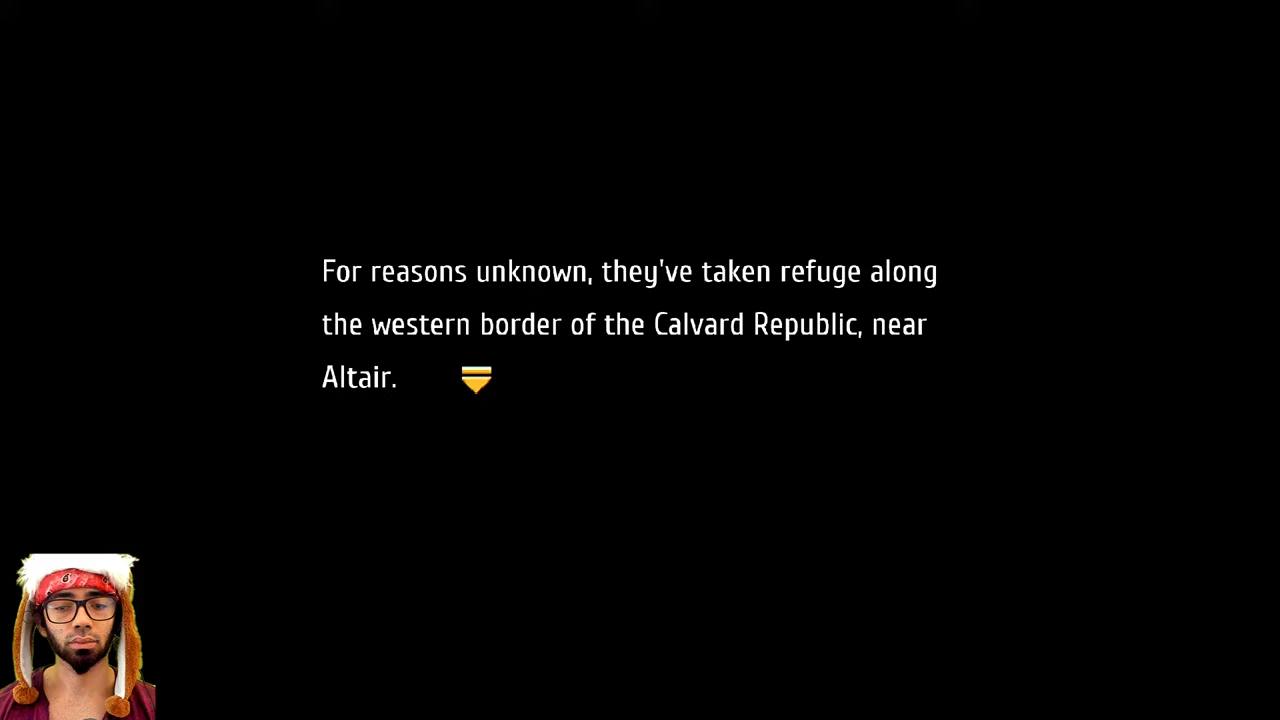 For reasons unknown, they've taken refuge along
the western border of the Calvard Republic, near
Altair.